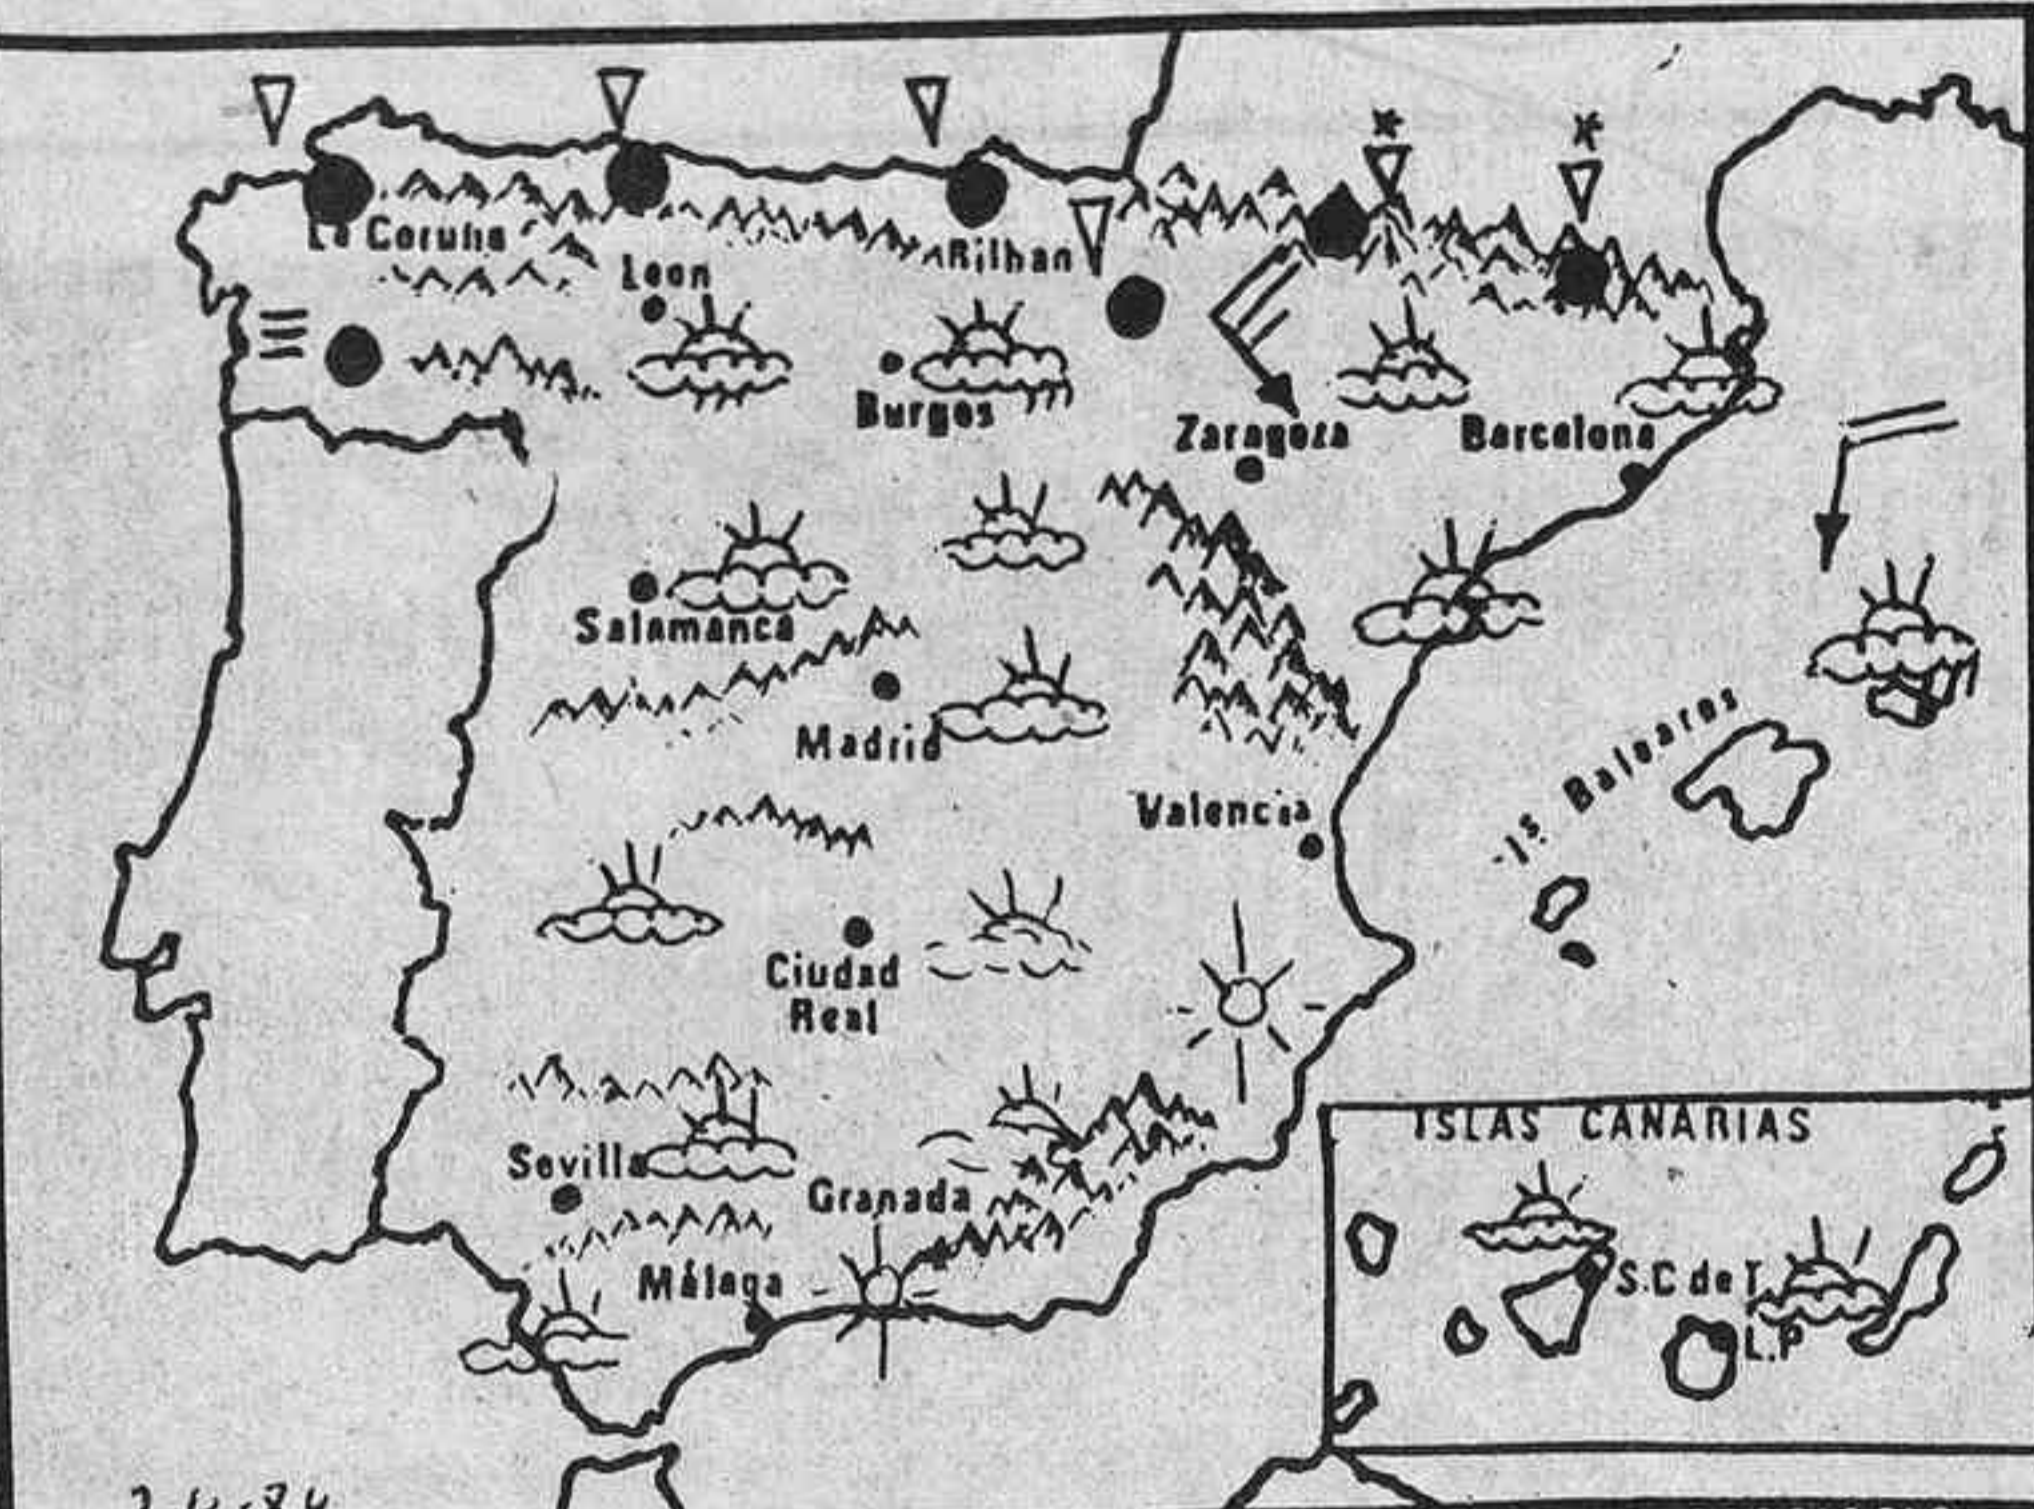 La Coruña
Leon
Rilhan
Burgos
Zaragoza
Barcelona
Salamanca
Madrid
Valencia
Is. Baleares
Ciudad
Real
Sevilla
Granada
Málaga
ISLAS CANARIAS
S.C de T.
L.P